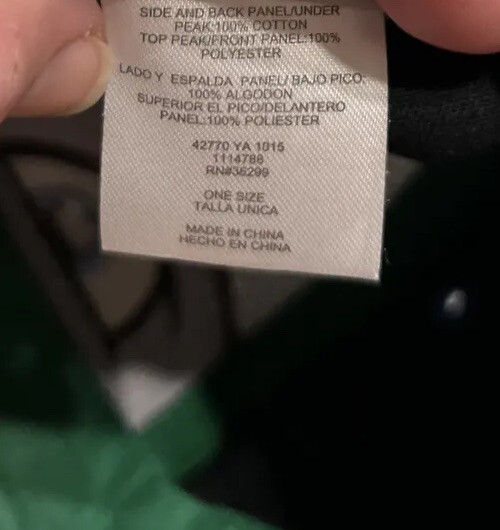 SIDE AND BACK PANEL/UNDER
PEAK:100% COTTON
TOP PEAK/FRONT PANEL:100%
POLYESTER
LADO Y ESPALDA PANEL/ BAJO PICO:
100% ALGODON
SUPERIOR EL PICO/DELANTERO
PANEL:100% POLIESTER
42770 YA 1015
1114788
RN#36299
ONE SIZE
TALLA UNICA
MADE IN CHINA
HECHO EN CHINA